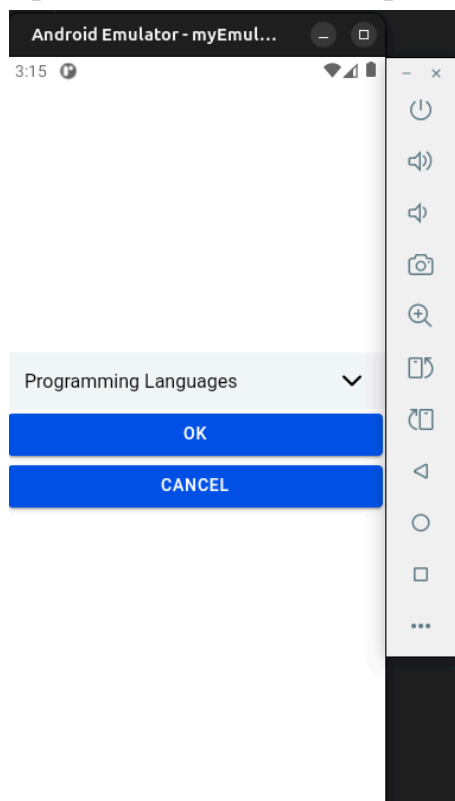 Android Emulator - myEmul...
3:15
Programming Languages
OK
CANCEL